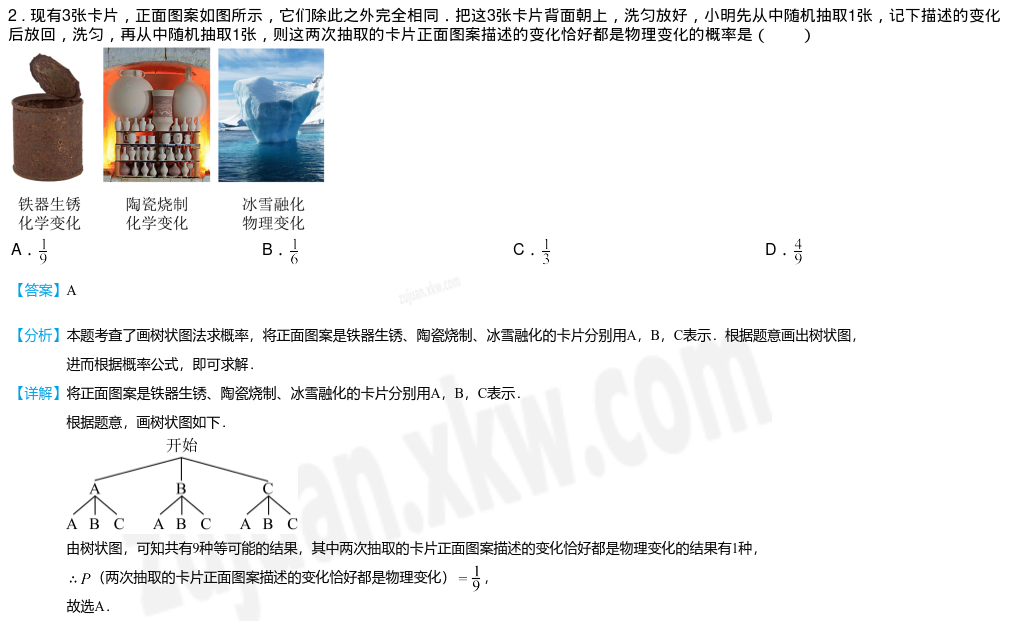 2．现有3张卡片，正面图案如图所示，它们除此之外完全相同．把这3张卡片背面朝上，洗匀放好，小明先从中随机抽取1张，记下描述的变化
后放回，洗匀，再从中随机抽取1张，则这两次抽取的卡片正面图案描述的变化恰好都是物理变化的概率是（　　）
铁器生锈 陶瓷烧制 冰雪融化
化学变化 化学变化 物理变化
A．1/9 B．1/6 C．1/3 D．4/9
zujuan.xkw.com
【答案】A
【分析】本题考查了画树状图法求概率，将正面图案是铁器生锈、陶瓷烧制、冰雪融化的卡片分别用A，B，C表示．根据题意画出树状图，
进而根据概率公式，即可求解．
【详解】将正面图案是铁器生锈、陶瓷烧制、冰雪融化的卡片分别用A，B，C表示．
根据题意，画树状图如下．
开始
A B C
A B C A B C A B C
由树状图，可知共有9种等可能的结果，其中两次抽取的卡片正面图案描述的变化恰好都是物理变化的结果有1种，
∴P（两次抽取的卡片正面图案描述的变化恰好都是物理变化）=1/9，
故选A．
zujuan.xkw.com